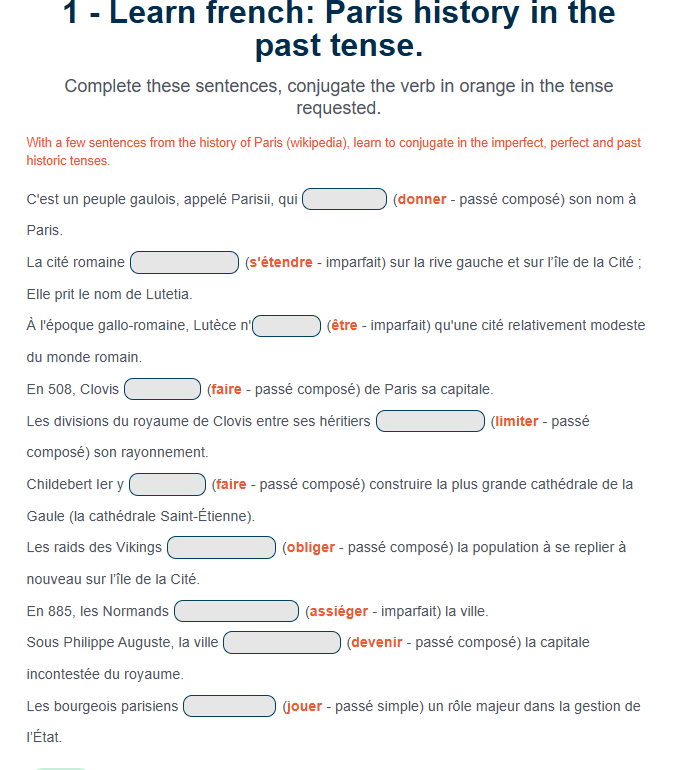 1 - Learn french: Paris history in the
past tense.
Complete these sentences, conjugate the verb in orange in the tense
requested.
With a few sentences from the history of Paris (wikipedia), learn to conjugate in the imperfect, perfect and past
historic tenses.
C'est un peuple gaulois, appelé Parisii, qui (donner - passé composé) son nom à
Paris.
La cité romaine (s'étendre - imparfait) sur la rive gauche et sur l’île de la Cité ;
Elle prit le nom de Lutetia.
À l'époque gallo-romaine, Lutèce n' (être - imparfait) qu'une cité relativement modeste
du monde romain.
En 508, Clovis (faire - passé composé) de Paris sa capitale.
Les divisions du royaume de Clovis entre ses héritiers (limiter - passé
composé) son rayonnement.
Childebert Ier y (faire - passé composé) construire la plus grande cathédrale de la
Gaule (la cathédrale Saint-Étienne).
Les raids des Vikings (obliger - passé composé) la population à se replier à
nouveau sur l’île de la Cité.
En 885, les Normands (assiéger - imparfait) la ville.
Sous Philippe Auguste, la ville (devenir - passé composé) la capitale
incontestée du royaume.
Les bourgeois parisiens (jouer - passé simple) un rôle majeur dans la gestion de
l’État.